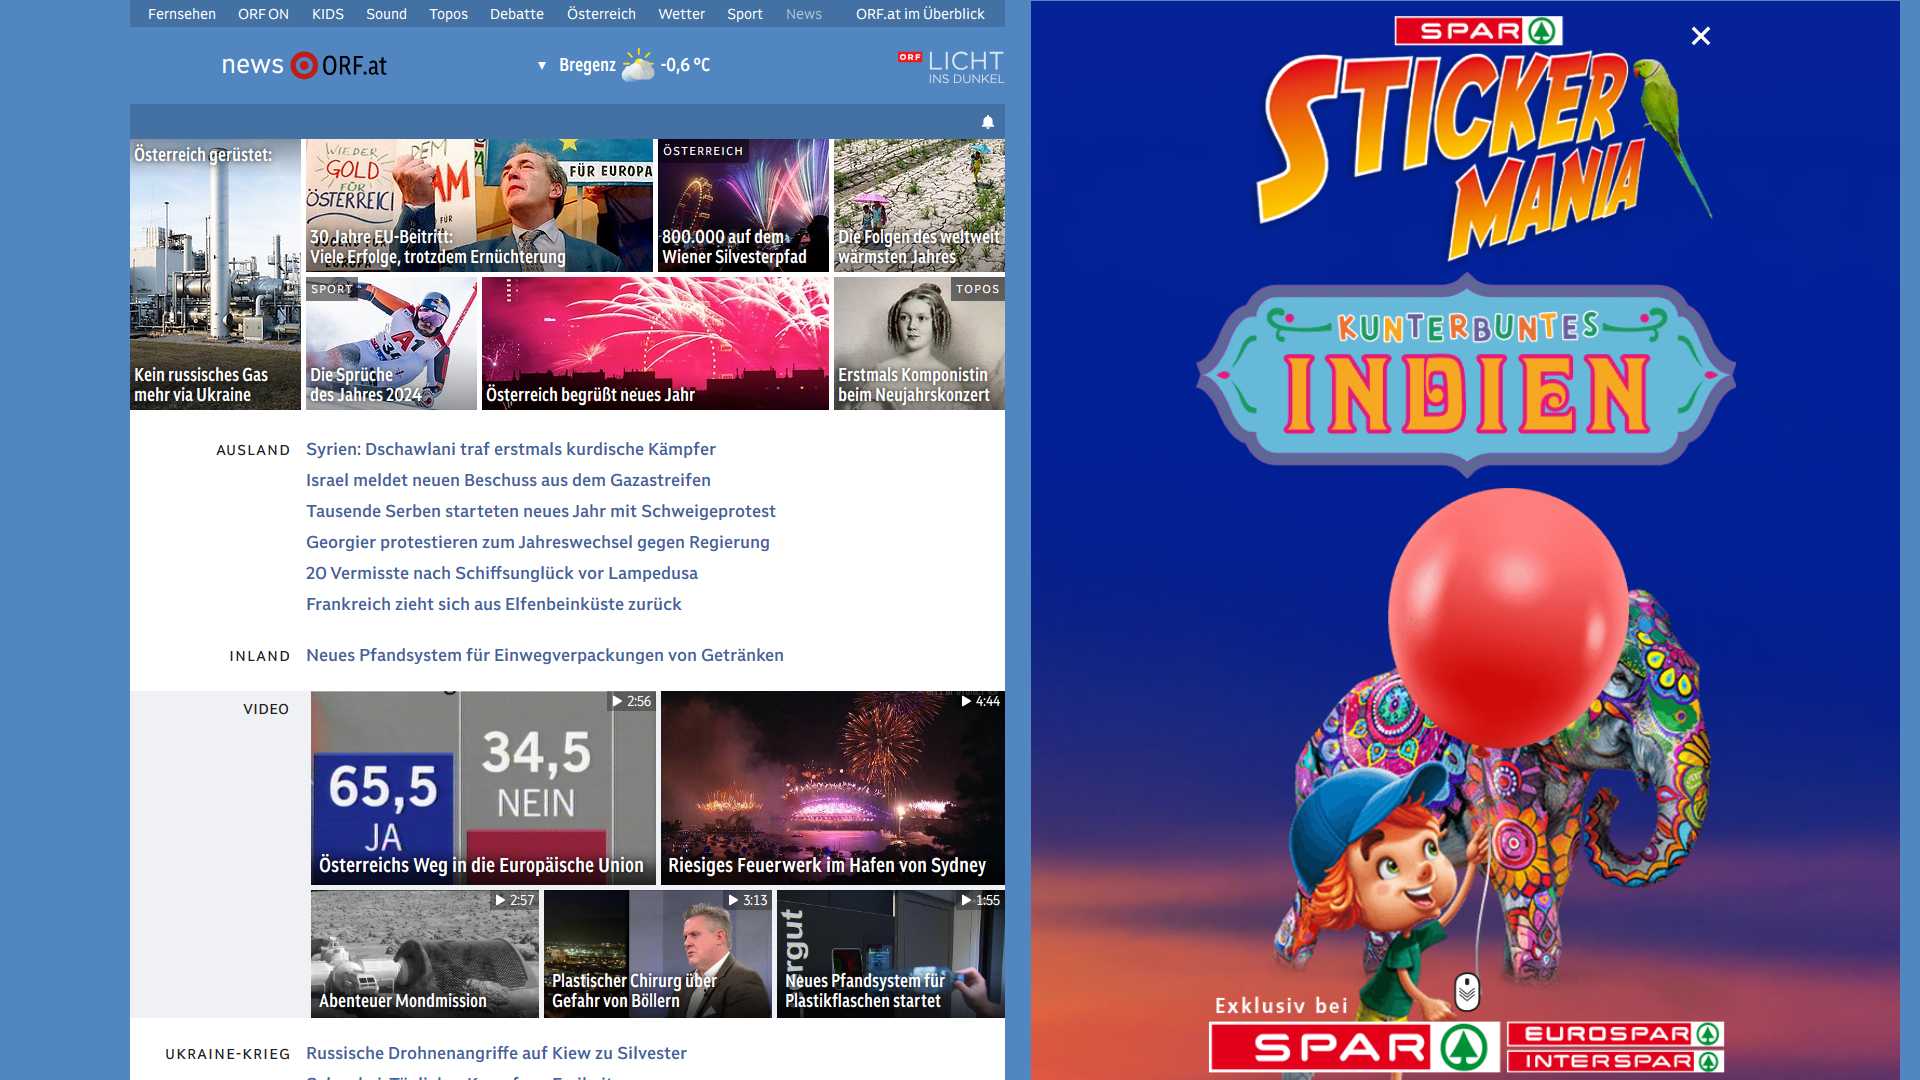 Fernsehen ORF ON KIDS Sound Topos Debatte Österreich Wetter Sport News ORF.at im Überblick
news ORF.at
Bregenz -0,6 °C
ORF LICHT
INS DUNKEL
Österreich gerüstet:
Kein russisches Gas
mehr via Ukraine
WIEDER
GOLD
FÜR
ÖSTERREICH
FÜR EUROPA
30 Jahre EU-Beitritt:
Viele Erfolge, trotzdem Ernüchterung
ÖSTERREICH
800.000 auf dem
Wiener Silvesterpfad
Die Folgen des weltweit
wärmsten Jahres
SPORT
Die Sprüche
des Jahres 2024
Österreich begrüßt neues Jahr
TOPOS
Erstmals Komponistin
beim Neujahrskonzert
AUSLAND
Syrien: Dschawlani traf erstmals kurdische Kämpfer
Israel meldet neuen Beschuss aus dem Gazastreifen
Tausende Serben starteten neues Jahr mit Schweigeprotest
Georgier protestieren zum Jahreswechsel gegen Regierung
20 Vermisste nach Schiffsunglück vor Lampedusa
Frankreich zieht sich aus Elfenbeinküste zurück
INLAND
Neues Pfandsystem für Einwegverpackungen von Getränken
VIDEO
2:56
65,5
JA
34,5
NEIN
Österreichs Weg in die Europäische Union
4:44
Riesiges Feuerwerk im Hafen von Sydney
2:57
Abenteuer Mondmission
3:13
Plastischer Chirurg über
Gefahr von Böllern
1:55
Neues Pfandsystem für
Plastikflaschen startet
UKRAINE-KRIEG
Russische Drohnenangriffe auf Kiew zu Silvester
SPAR
STICKER
MANIA
KUNTERBUNTES
INDIEN
Exklusiv bei
SPAR
EUROSPAR
INTERSPAR